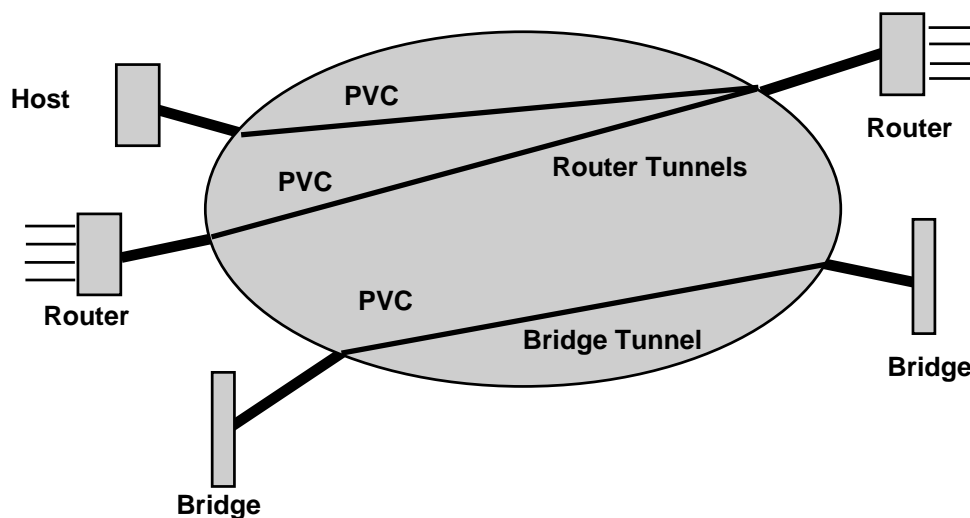 Host
PVC
Router
PVC
Router Tunnels
Router
PVC
Bridge Tunnel
Bridge
Bridge